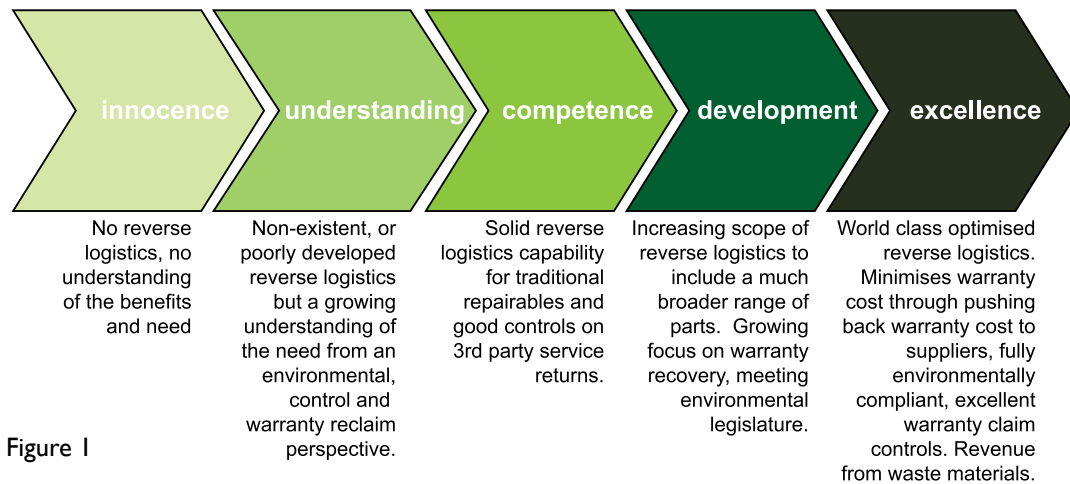 innocence
understanding
competence
development
excellence
No reverse
logistics, no
understanding
of the benefits
and need
Non-existent, or
poorly developed
reverse logistics
but a growing
understanding of
the need from an
environmental,
control and
warranty reclaim
perspective.
Solid reverse
logistics capability
for traditional
repairables and
good controls on
3rd party service
returns.
Increasing scope of
reverse logistics to
include a much
broader range of
parts.  Growing
focus on warranty
recovery, meeting
environmental
legislature.
World class optimised
reverse logistics.
Minimises warranty
cost through pushing
back warranty cost to
suppliers, fully
environmentally
compliant, excellent
warranty claim
controls. Revenue
from waste materials.
Figure 1